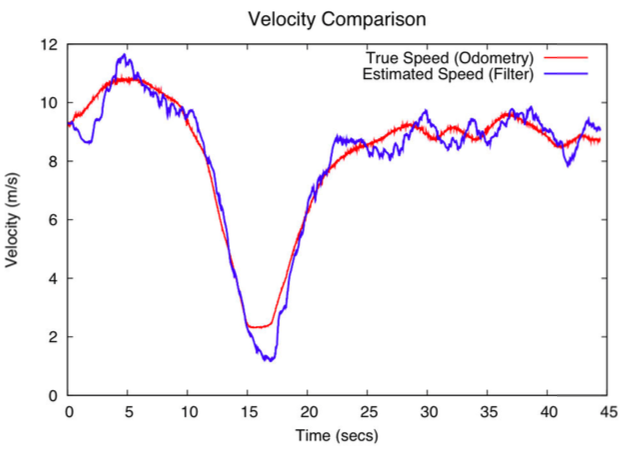 Velocity Comparison
True Speed (Odometry)
Estimated Speed (Filter)
Velocity (m/s)
12
10
8
6
4
2
0
0 5 10 15 20 25 30 35 40 45
Time (secs)